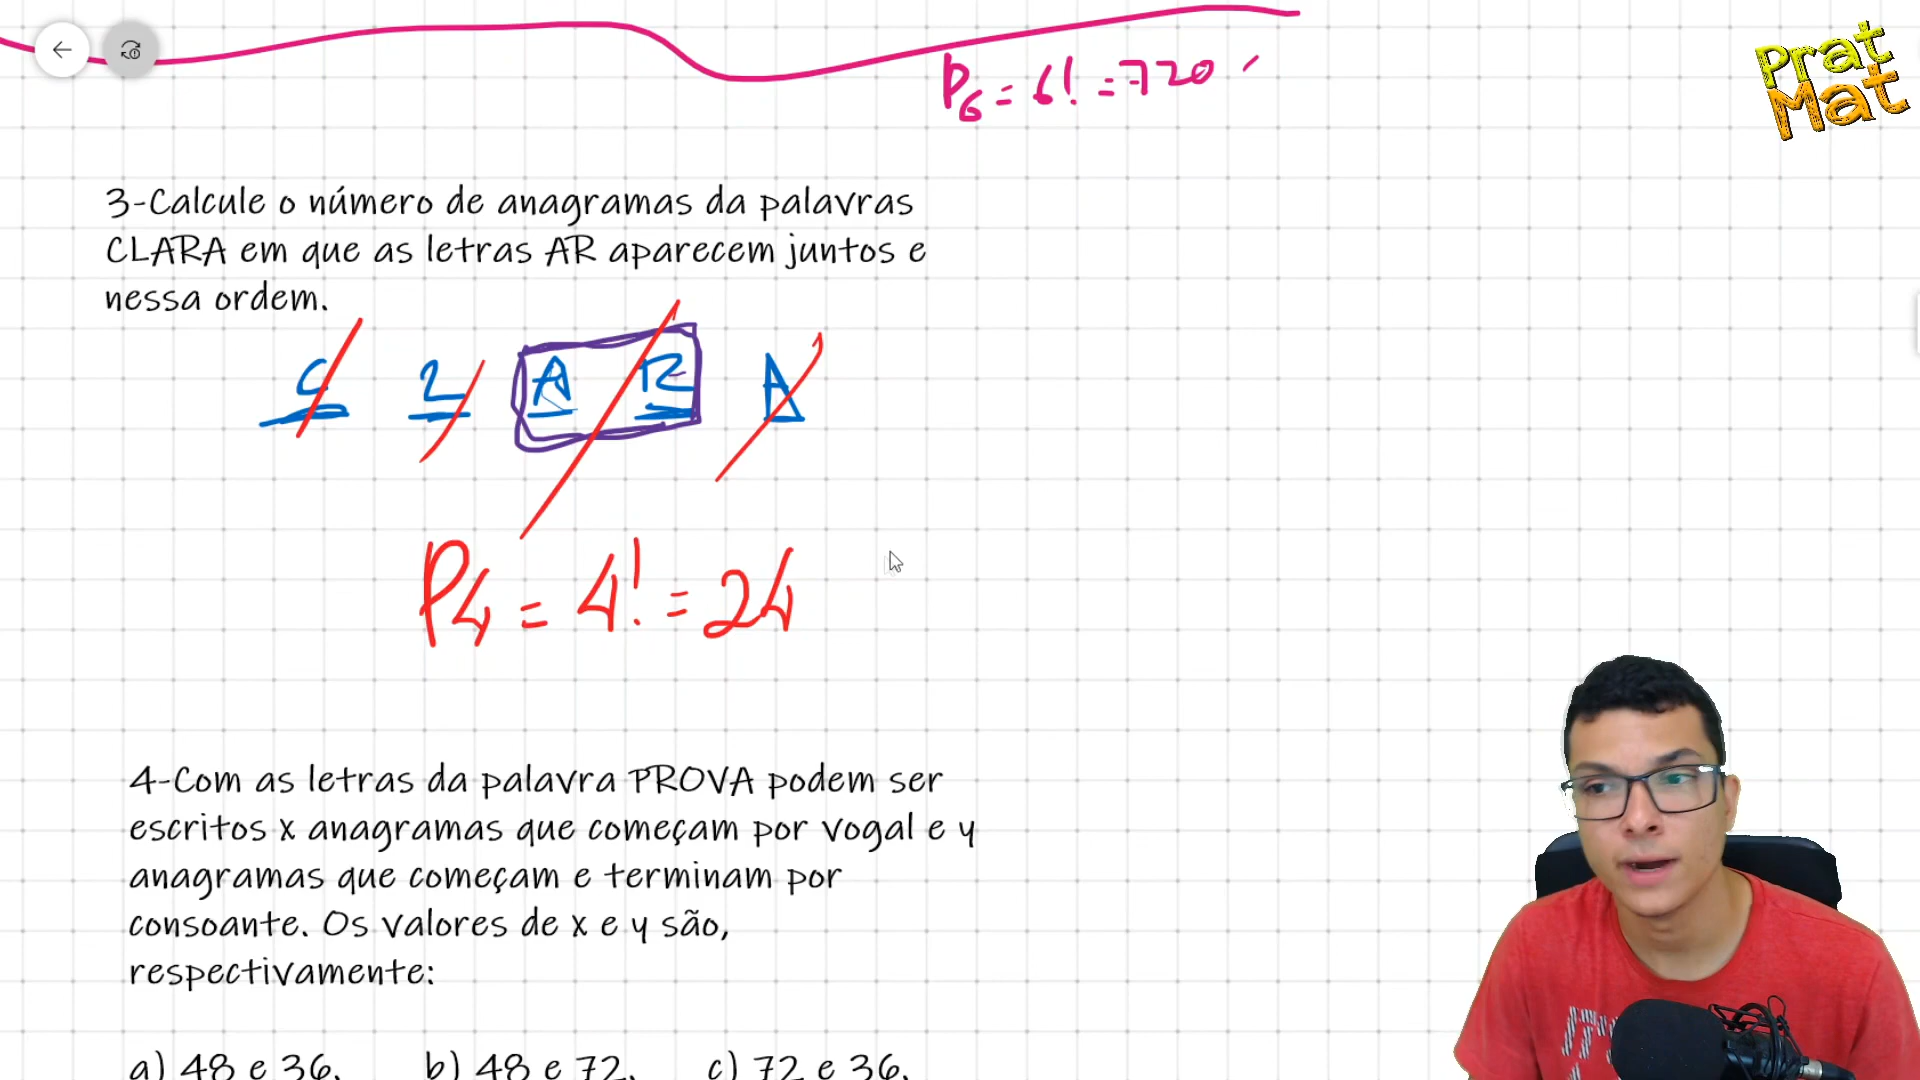 P6 = 6! = 720
Prat
Mat
3-Calcule o número de anagramas da palavras
CLARA em que as letras AR aparecem juntos e
nessa ordem.
C L A R A
P4 = 4! = 24
4-Com as letras da palavra PROVA podem ser
escritos x anagramas que começam por vogal e y
anagramas que começam e terminam por
consoante. Os valores de x e y são,
respectivamente:
a) 48 e 36. b) 48 e 72. c) 72 e 36.